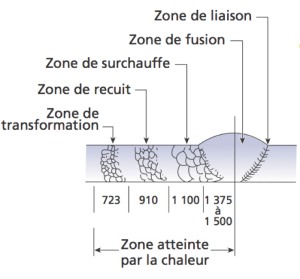 Zone de liaison
Zone de fusion
Zone de surchauffe
Zone de recuit
Zone de
transformation
723
910
1 100
1 375
à
1 500
Zone atteinte
par la chaleur